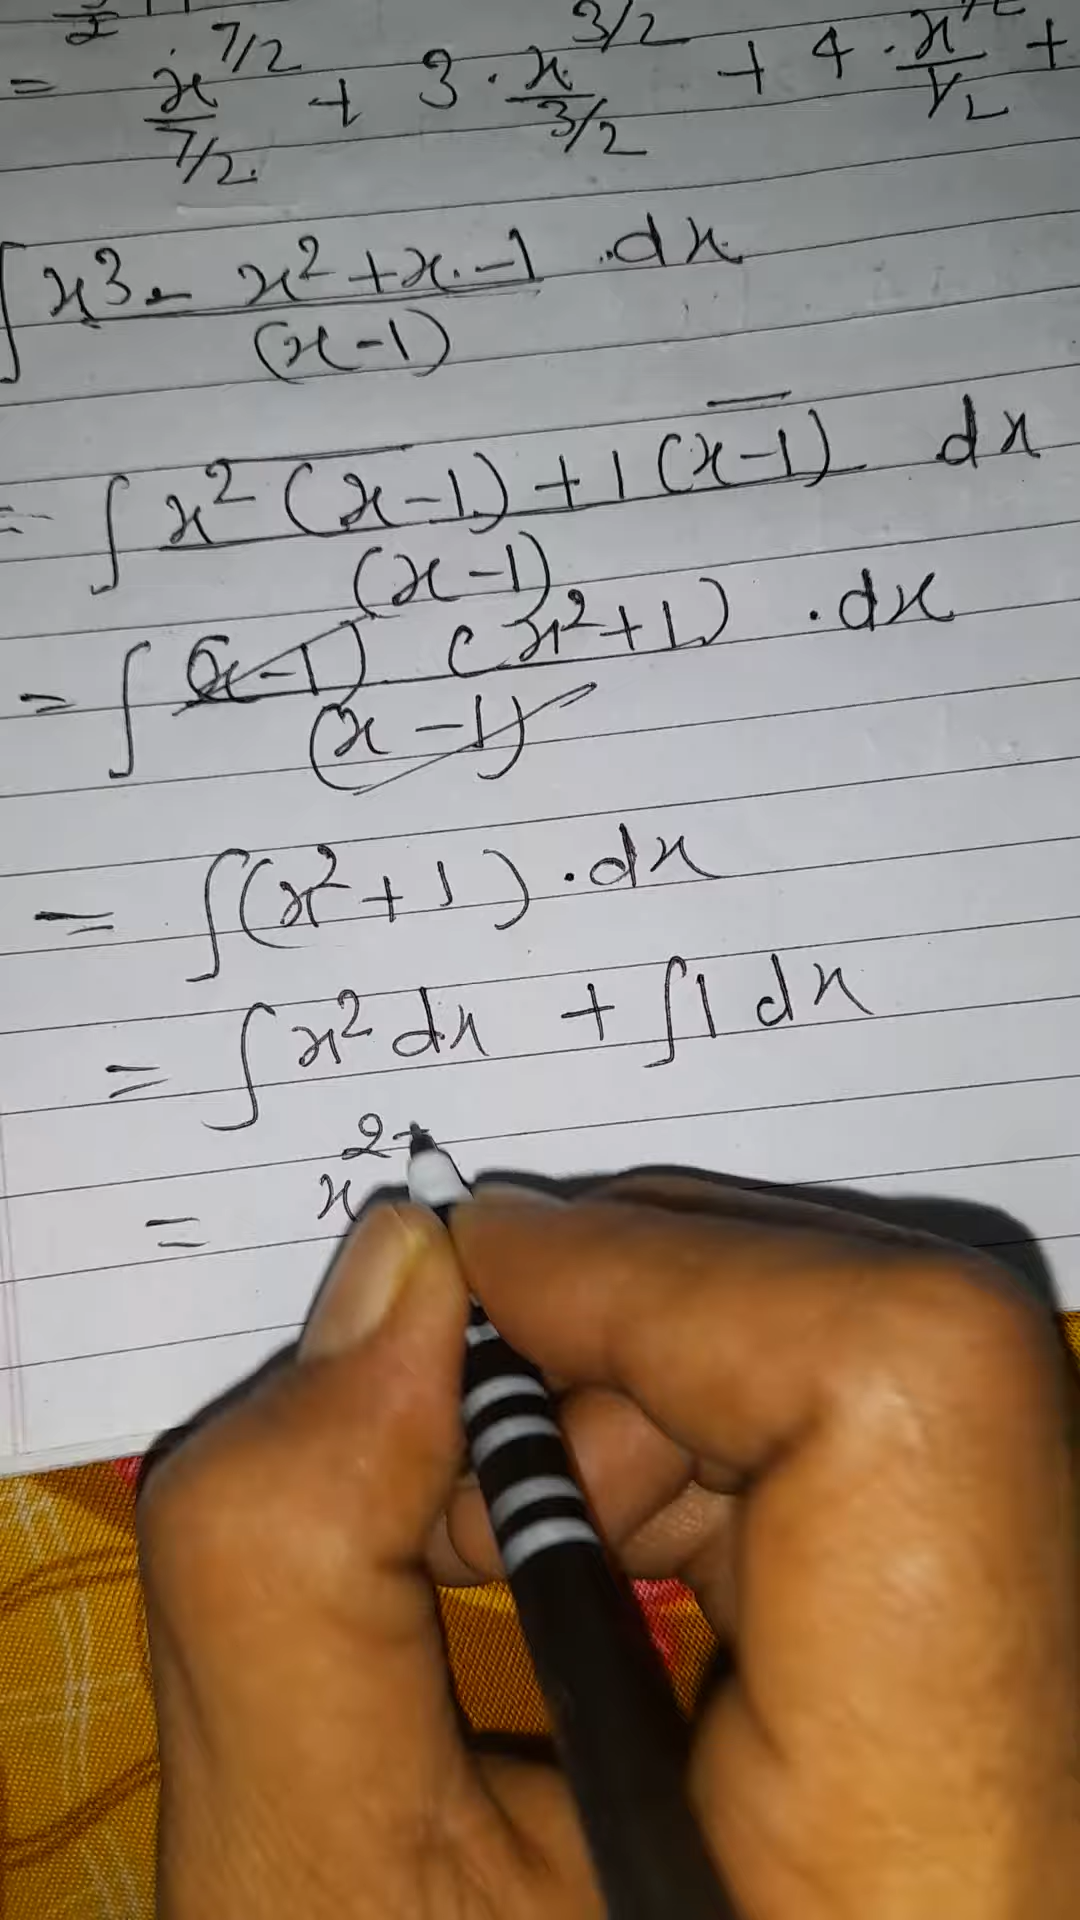 = x^7/2 / 7/2 + 3 · x^3/2 / 3/2 + 4 · x^1/2 / 1/2 +
∫ x³ - x² + x - 1 / (x-1) · dx
= ∫ x² (x-1) + 1 (x-1) / (x-1) dx
= ∫ (x-1) (x²+1) / (x-1) · dx
= ∫(x²+1) · dx
= ∫ x² dx + ∫1 dx
= x^2